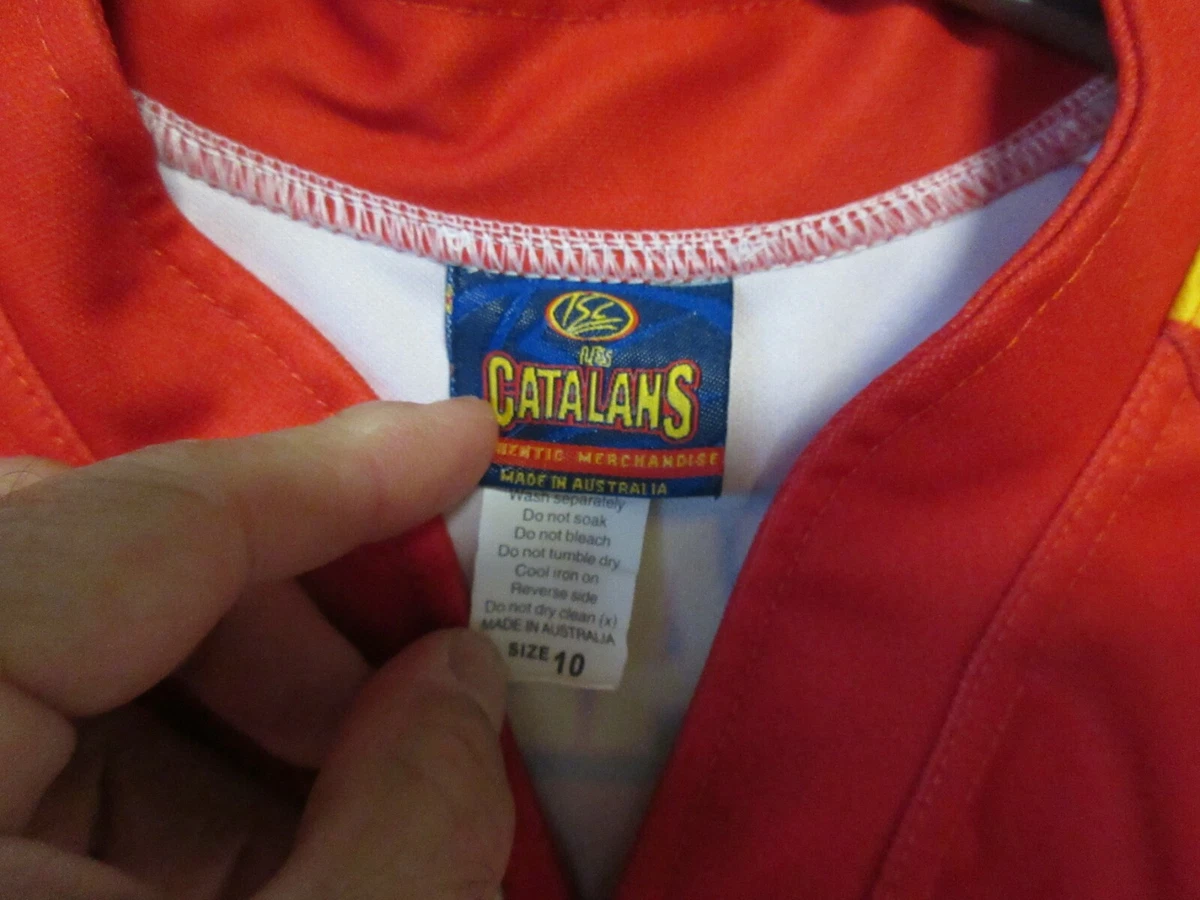 ISC
LES
CATALANS
MERCHANDISE
MADE IN AUSTRALIA
Wash separately
Do not soak
Do not bleach
Do not tumble dry
Cool iron on
Reverse side
Do not dry clean (x)
MADE IN AUSTRALIA
SIZE 10